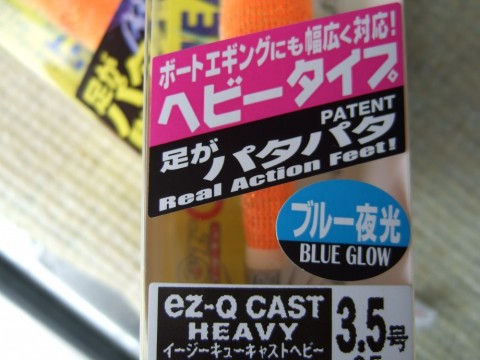 ボートエギングにも幅広く対応!
ヘビータイプ。
PATENT
足がパタパタ
Real Action Feet!
ブルー夜光
BLUE GLOW
ez-Q CAST
HEAVY
イージーキューキャストヘビー
3.5号
足が